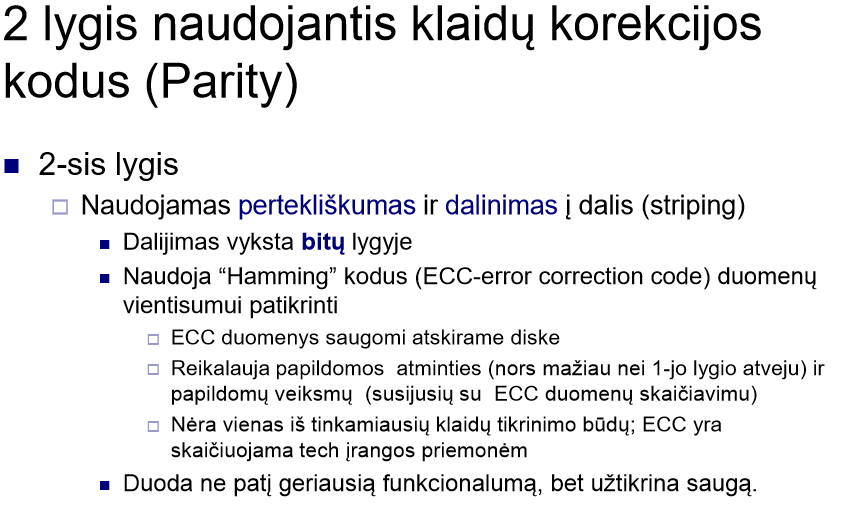 2 lygis naudojantis klaidų korekcijos
kodus (Parity)
2-sis lygis
Naudojamas pertekliškumas ir dalinimas į dalis (striping)
Dalijimas vyksta bitų lygyje
Naudoja “Hamming” kodus (ECC-error correction code) duomenų
vientisumui patikrinti
ECC duomenys saugomi atskirame diske
Reikalauja papildomos atminties (nors mažiau nei 1-jo lygio atveju) ir
papildomų veiksmų (susijusių su ECC duomenų skaičiavimu)
Nėra vienas iš tinkamiausių klaidų tikrinimo būdų; ECC yra
skaičiuojama tech įrangos priemonėm
Duoda ne patį geriausią funkcionalumą, bet užtikrina saugą.